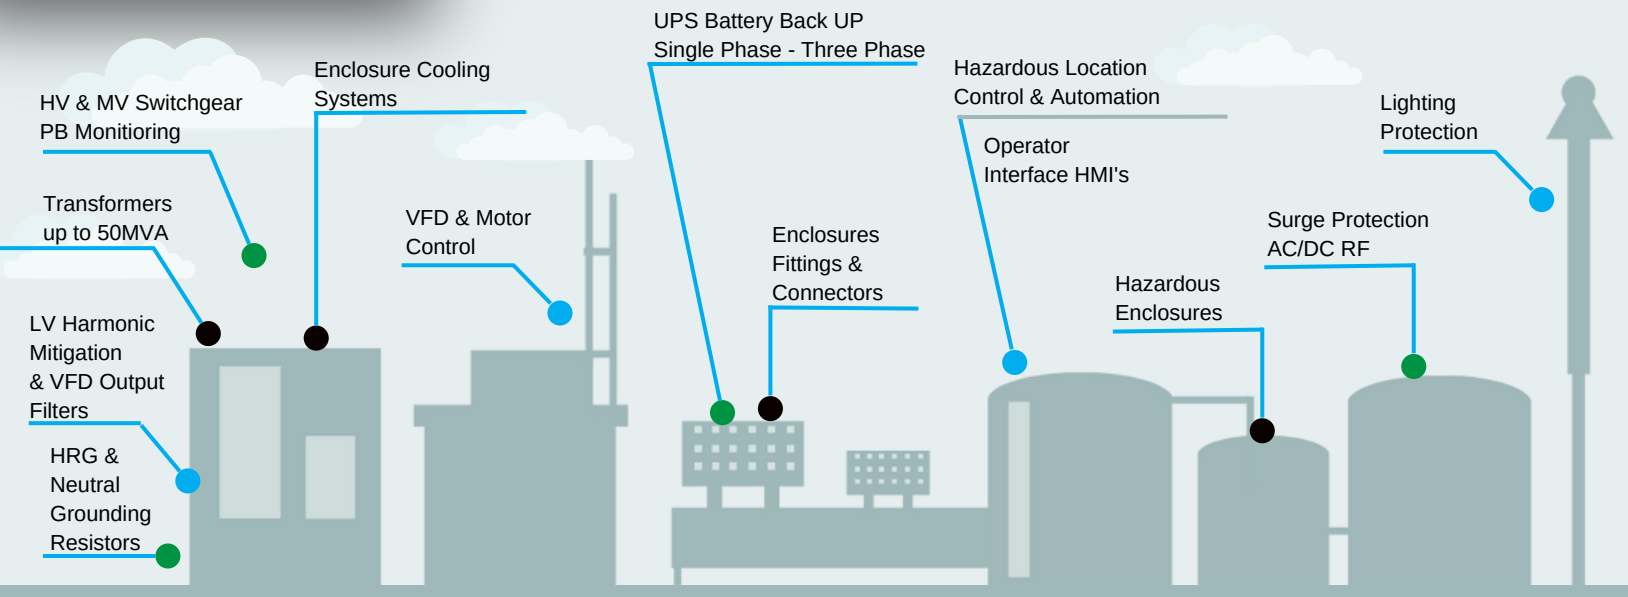 HV & MV Switchgear
PB Monitioring
Transformers
up to 50MVA
LV Harmonic
Mitigation
& VFD Output
Filters
HRG &
Neutral
Grounding
Resistors
Enclosure Cooling
Systems
VFD & Motor
Control
UPS Battery Back UP
Single Phase - Three Phase
Enclosures
Fittings &
Connectors
Hazardous Location
Control & Automation
Operator
Interface HMI's
Hazardous
Enclosures
Surge Protection
AC/DC RF
Lighting
Protection